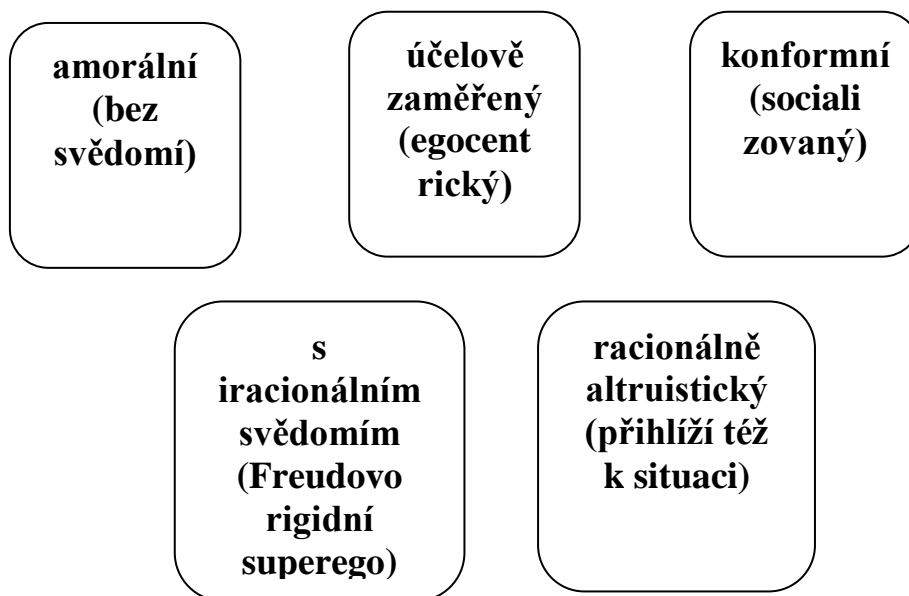 amorální
(bez
svědomí)
účelově
zaměřený
(egocent
rický)
konformní
(sociali
zovaný)
s
iracionálním
svědomím
(Freudovo
rigidní
superego)
racionálně
altruistický
(přihlíží též
k situaci)